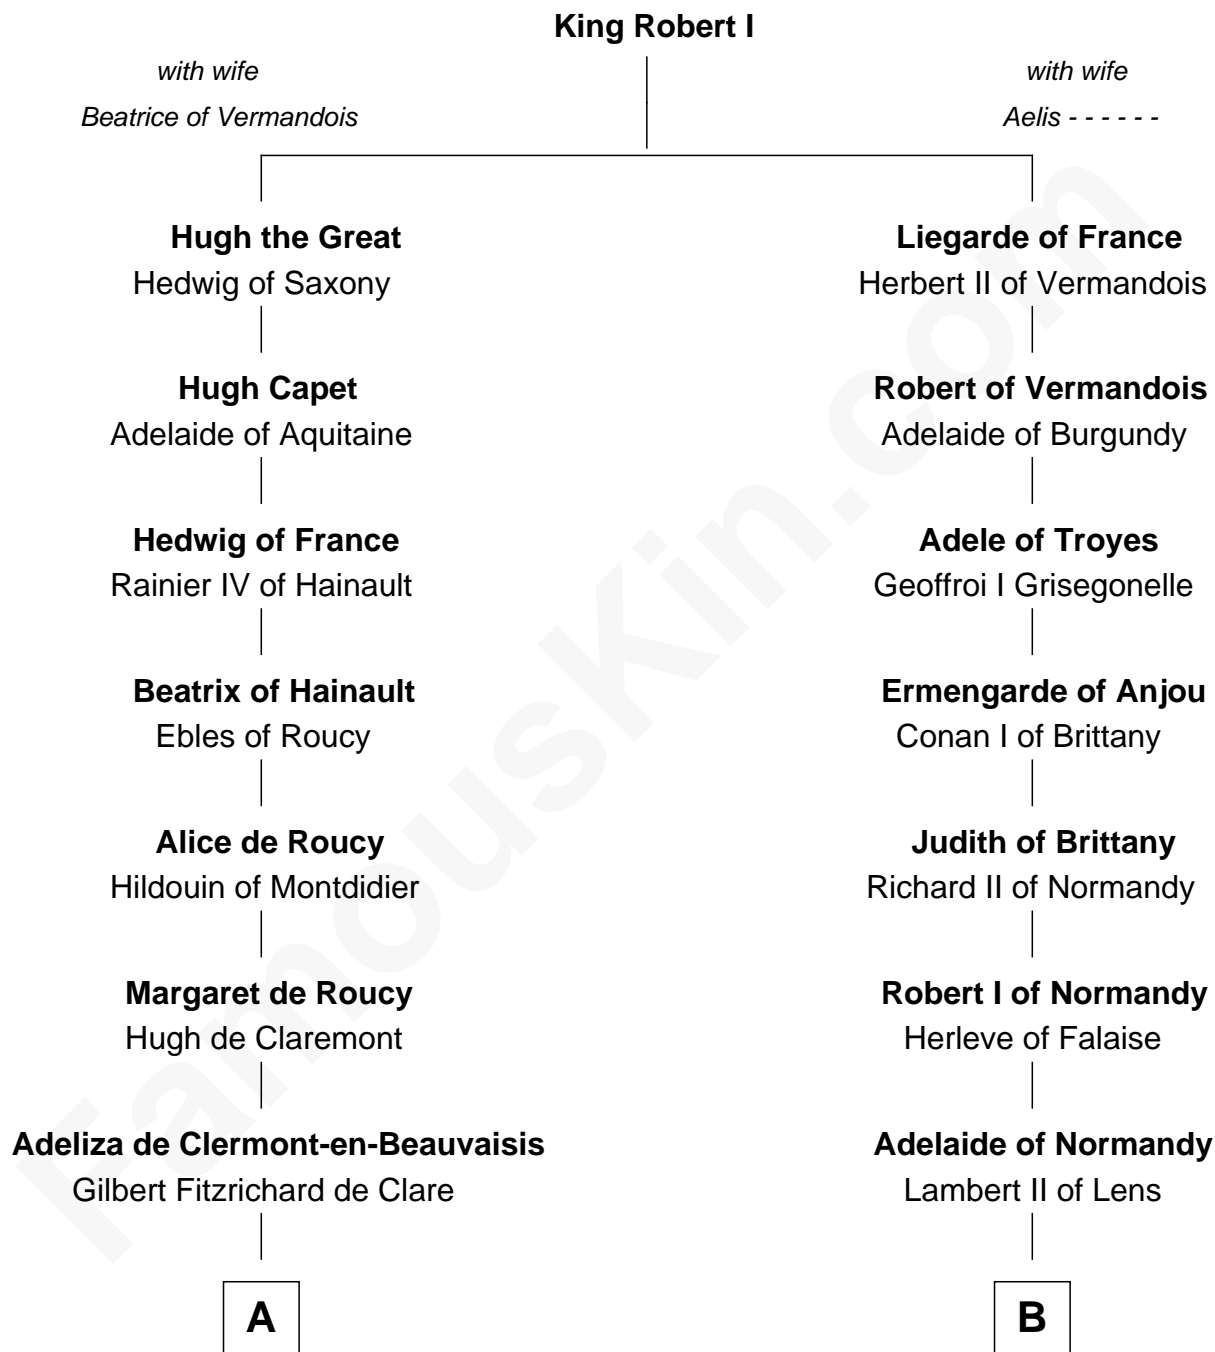 King Robert I
with wife
Beatrice of Vermandois
with wife
Aelis - - - - - -
Hugh the Great
Hedwig of Saxony
Liegarde of France
Herbert II of Vermandois
Hugh Capet
Adelaide of Aquitaine
Robert of Vermandois
Adelaide of Burgundy
Hedwig of France
Rainier IV of Hainault
Adele of Troyes
Geoffroi I Grisegonelle
Beatrix of Hainault
Ebles of Roucy
Ermengarde of Anjou
Conan I of Brittany
Alice de Roucy
Hildouin of Montdidier
Judith of Brittany
Richard II of Normandy
Margaret de Roucy
Hugh de Claremont
Robert I of Normandy
Herleve of Falaise
Adeliza de Clermont-en-Beauvaisis
Gilbert Fitzrichard de Clare
Adelaide of Normandy
Lambert II of Lens
A
B
FamousKin.com